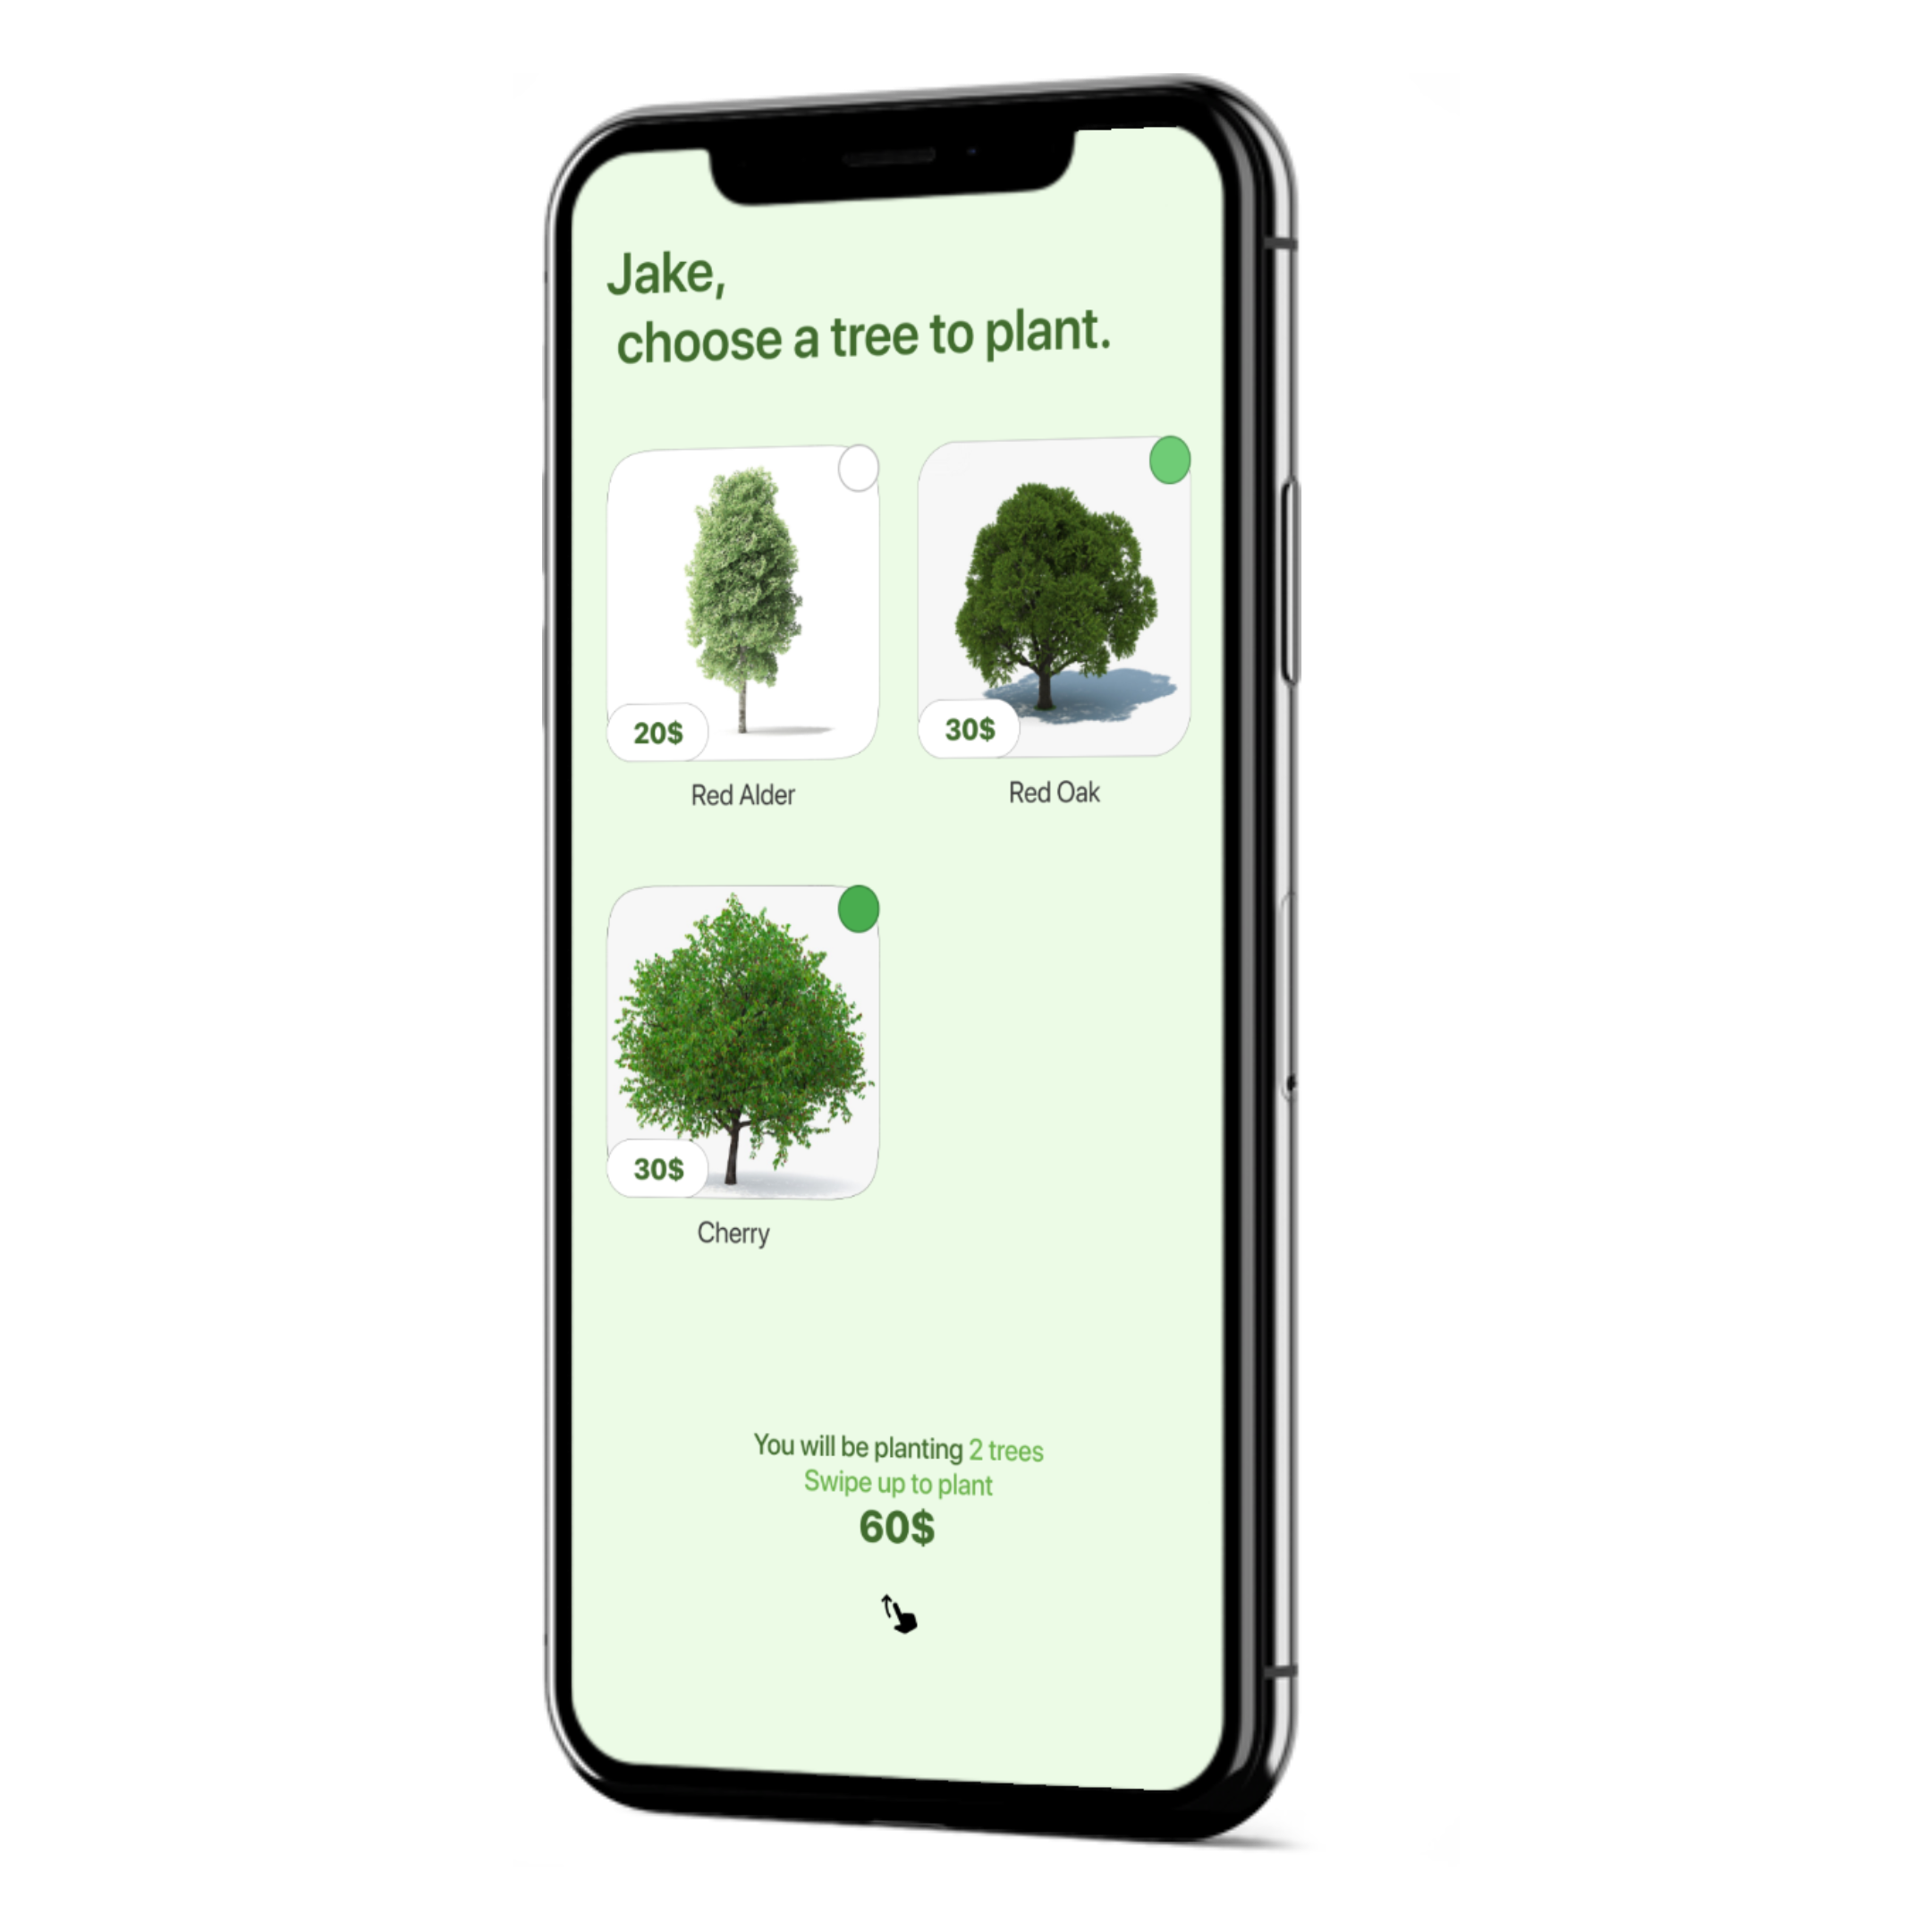 Jake,
choose a tree to plant.
20$
30$
Red Alder
Red Oak
30$
Cherry
You will be planting 2 trees
Swipe up to plant
60$